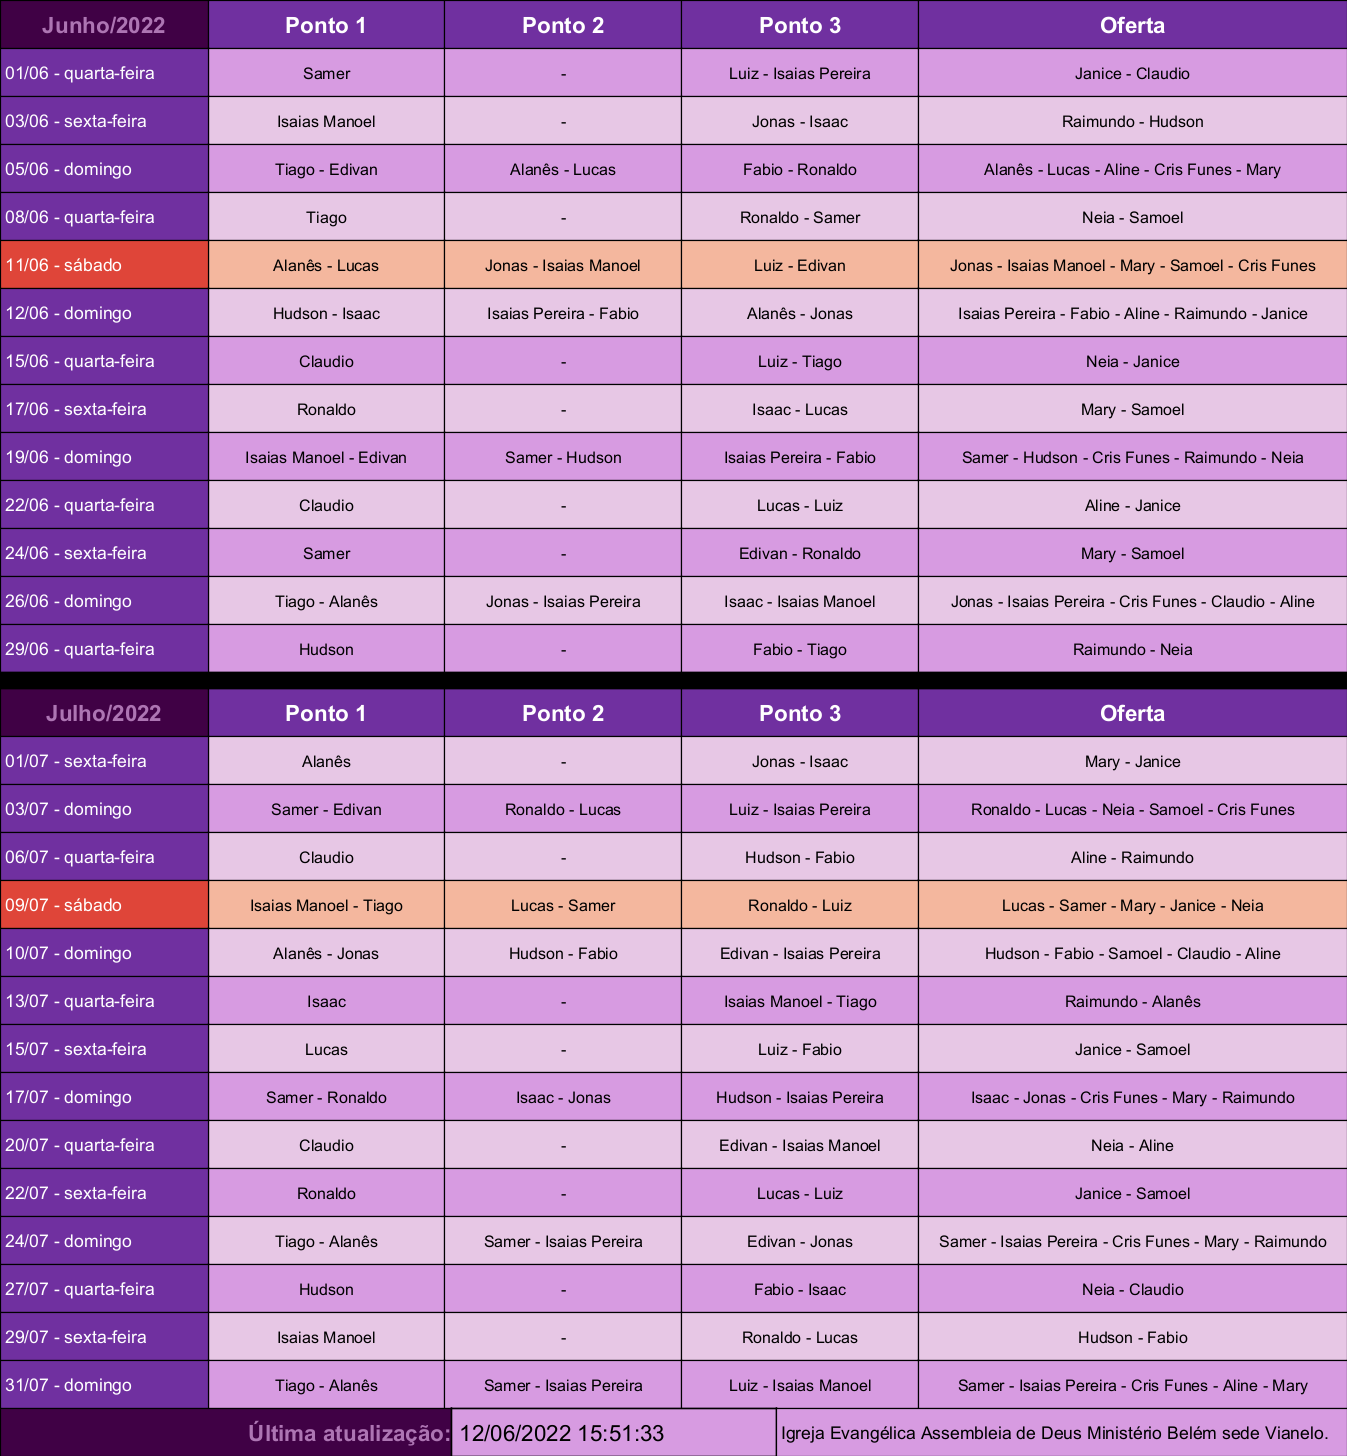 Junho/2022 Ponto 1 Ponto 2 Ponto 3 Oferta
01/06 - quarta-feira Samer - Luiz - Isaias Pereira Janice - Claudio
03/06 - sexta-feira Isaias Manoel - Jonas - Isaac Raimundo - Hudson
05/06 - domingo Tiago - Edivan Alanês - Lucas Fabio - Ronaldo Alanês - Lucas - Aline - Cris Funes - Mary
08/06 - quarta-feira Tiago - Ronaldo - Samer Neia - Samoel
11/06 - sábado Alanês - Lucas Jonas - Isaias Manoel Luiz - Edivan Jonas - Isaias Manoel - Mary - Samoel - Cris Funes
12/06 - domingo Hudson - Isaac Isaias Pereira - Fabio Alanês - Jonas Isaias Pereira - Fabio - Aline - Raimundo - Janice
15/06 - quarta-feira Claudio - Luiz - Tiago Neia - Janice
17/06 - sexta-feira Ronaldo - Isaac - Lucas Mary - Samoel
19/06 - domingo Isaias Manoel - Edivan Samer - Hudson Isaias Pereira - Fabio Samer - Hudson - Cris Funes - Raimundo - Neia
22/06 - quarta-feira Claudio - Lucas - Luiz Aline - Janice
24/06 - sexta-feira Samer - Edivan - Ronaldo Mary - Samoel
26/06 - domingo Tiago - Alanês Jonas - Isaias Pereira Isaac - Isaias Manoel Jonas - Isaias Pereira - Cris Funes - Claudio - Aline
29/06 - quarta-feira Hudson - Fabio - Tiago Raimundo - Neia
Julho/2022 Ponto 1 Ponto 2 Ponto 3 Oferta
01/07 - sexta-feira Alanês - Jonas - Isaac Mary - Janice
03/07 - domingo Samer - Edivan Ronaldo - Lucas Luiz - Isaias Pereira Ronaldo - Lucas - Neia - Samoel - Cris Funes
06/07 - quarta-feira Claudio - Hudson - Fabio Aline - Raimundo
09/07 - sábado Isaias Manoel - Tiago Lucas - Samer Ronaldo - Luiz Lucas - Samer - Mary - Janice - Neia
10/07 - domingo Alanês - Jonas Hudson - Fabio Edivan - Isaias Pereira Hudson - Fabio - Samoel - Claudio - Aline
13/07 - quarta-feira Isaac - Isaias Manoel - Tiago Raimundo - Alanês
15/07 - sexta-feira Lucas - Luiz - Fabio Janice - Samoel
17/07 - domingo Samer - Ronaldo Isaac - Jonas Hudson - Isaias Pereira Isaac - Jonas - Cris Funes - Mary - Raimundo
20/07 - quarta-feira Claudio - Edivan - Isaias Manoel Neia - Aline
22/07 - sexta-feira Ronaldo - Lucas - Luiz Janice - Samoel
24/07 - domingo Tiago - Alanês Samer - Isaias Pereira Edivan - Jonas Samer - Isaias Pereira - Cris Funes - Mary - Raimundo
27/07 - quarta-feira Hudson - Fabio - Isaac Neia - Claudio
29/07 - sexta-feira Isaias Manoel - Ronaldo - Lucas Hudson - Fabio
31/07 - domingo Tiago - Alanês Samer - Isaias Pereira Luiz - Isaias Manoel Samer - Isaias Pereira - Cris Funes - Aline - Mary
Última atualização: 12/06/2022 15:51:33 Igreja Evangélica Assembleia de Deus Ministério Belém sede Vianelo.